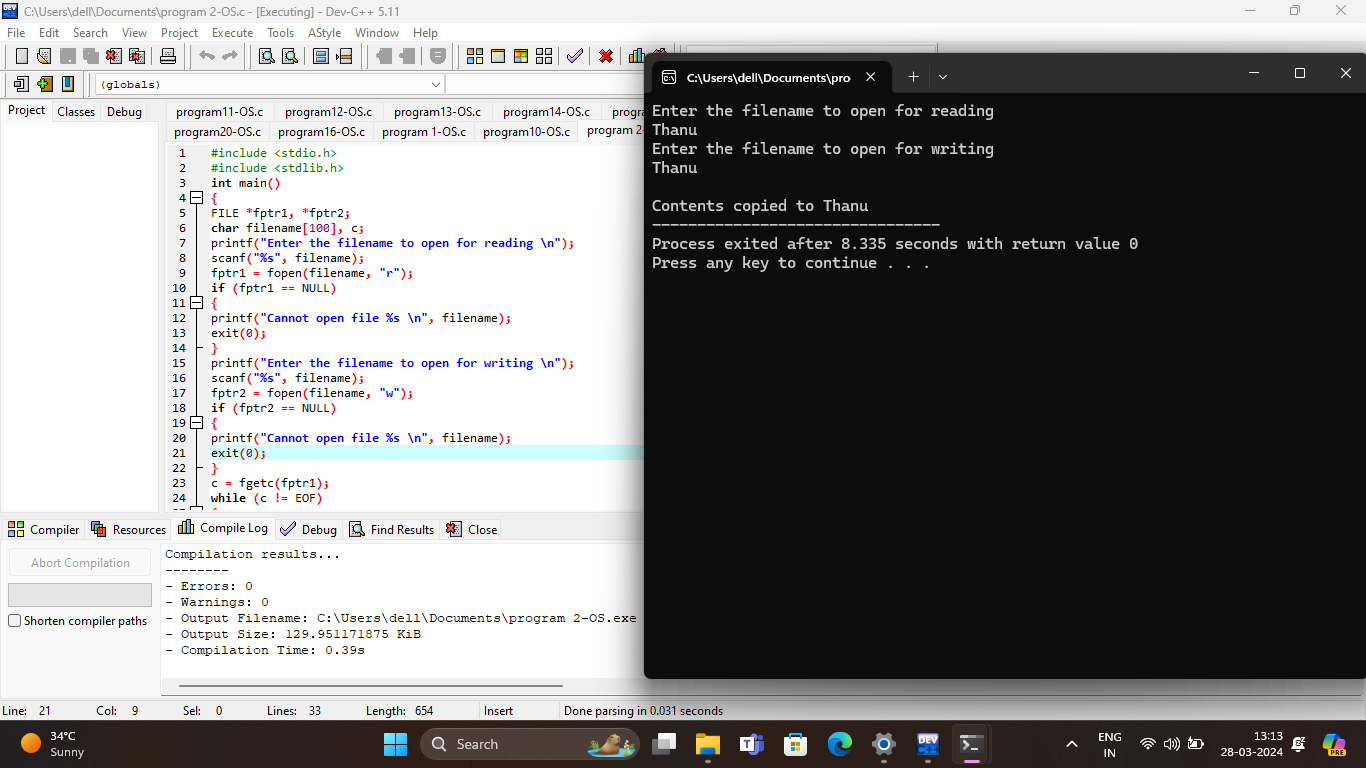 C:\Users\dell\Documents\program 2-OS.c - [Executing] - Dev-C++ 5.11
File Edit Search View Project Execute Tools AStyle Window Help
(globals)
Project Classes Debug
program11-OS.c program12-OS.c program13-OS.c program14-OS.c
program20-OS.c program16-OS.c program 1-OS.c program10-OS.c program 2-
1 #include <stdio.h>
2 #include <stdlib.h>
3 int main()
4 {
5 FILE *fptr1, *fptr2;
6 char filename[100], c;
7 printf("Enter the filename to open for reading \n");
8 scanf("%s", filename);
9 fptr1 = fopen(filename, "r");
10 if (fptr1 == NULL)
11 {
12 printf("Cannot open file %s \n", filename);
13 exit(0);
14 }
15 printf("Enter the filename to open for writing \n");
16 scanf("%s", filename);
17 fptr2 = fopen(filename, "w");
18 if (fptr2 == NULL)
19 {
20 printf("Cannot open file %s \n", filename);
21 exit(0);
22 }
23 c = fgetc(fptr1);
24 while (c != EOF)
C:\Users\dell\Documents\pro
Enter the filename to open for reading
Thanu
Enter the filename to open for writing
Thanu
Contents copied to Thanu
--------------------------------
Process exited after 8.335 seconds with return value 0
Press any key to continue . . .
Compiler Resources Compile Log Debug Find Results Close
Abort Compilation
Shorten compiler paths
Compilation results...
--------
- Errors: 0
- Warnings: 0
- Output Filename: C:\Users\dell\Documents\program 2-OS.exe
- Output Size: 129.951171875 KiB
- Compilation Time: 0.39s
Line: 21 Col: 9 Sel: 0 Lines: 33 Length: 654 Insert Done parsing in 0.031 seconds
34°C
Sunny
Search
DEV
ENG
IN
13:13
28-03-2024
PRE